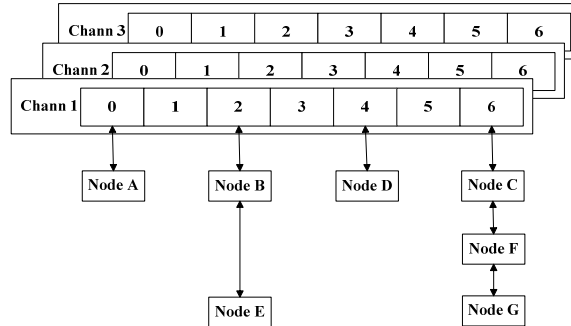 Chann 3 0 1 2 3 4 5 6
Chann 2 0 1 2 3 4 5 6
Chann 1 0 1 2 3 4 5 6
Node A Node B Node D Node C
Node F
Node E Node G